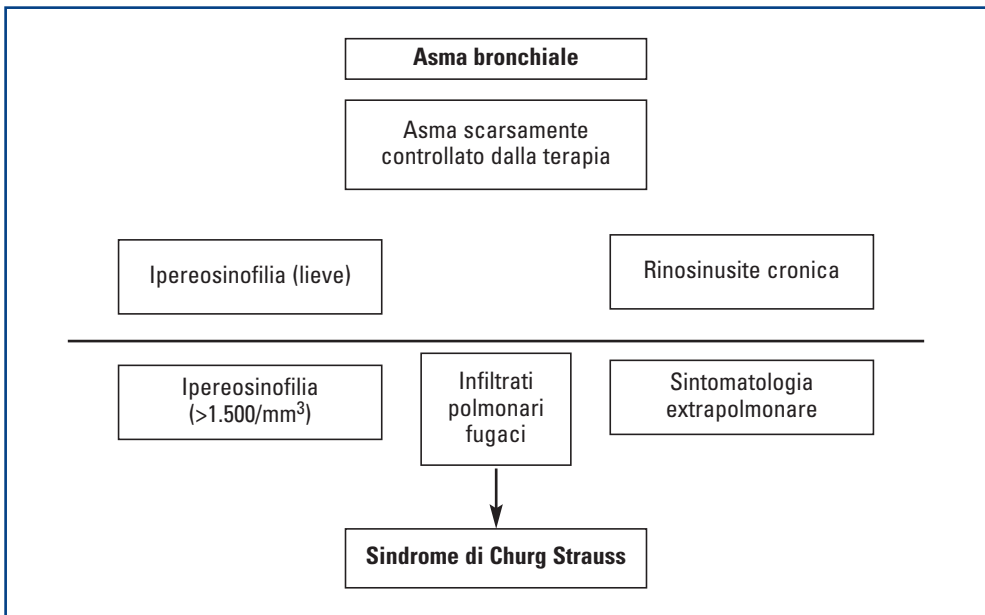 Asma bronchiale
Asma scarsamente
controllato dalla terapia
Ipereosinofilia (lieve)
Rinosinusite cronica
Ipereosinofilia
(>1.500/mm³)
Infiltrati
polmonari
fugaci
Sintomatologia
extrapolmonare
Sindrome di Churg Strauss